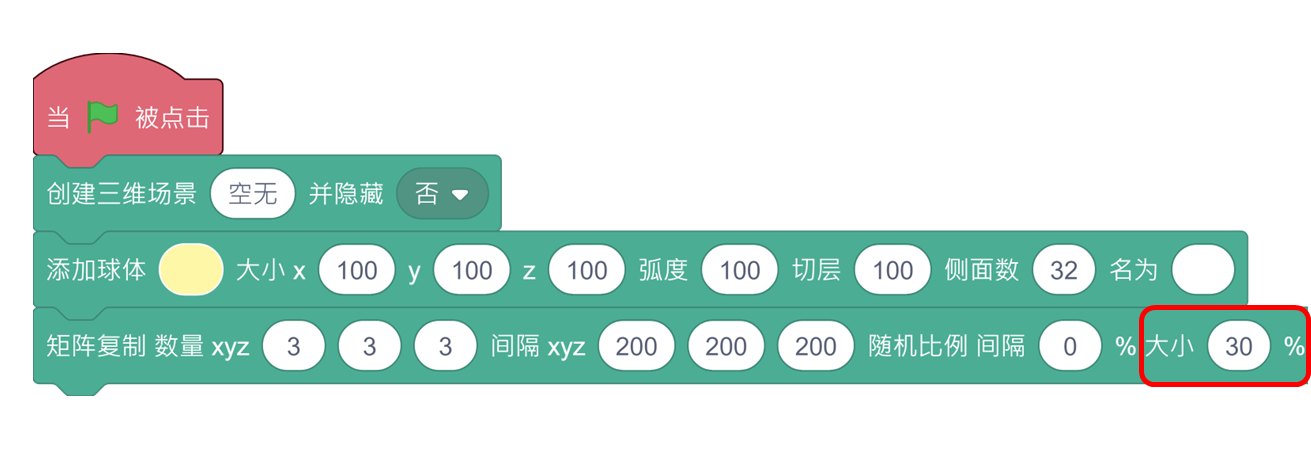 当 被点击
创建三维场景 空无 并隐藏 否
添加球体 大小 x 100 y 100 z 100 弧度 100 切层 100 侧面数 32 名为
矩阵复制 数量 xyz 3 3 3 间隔 xyz 200 200 200 随机比例 间隔 0 % 大小 30 %